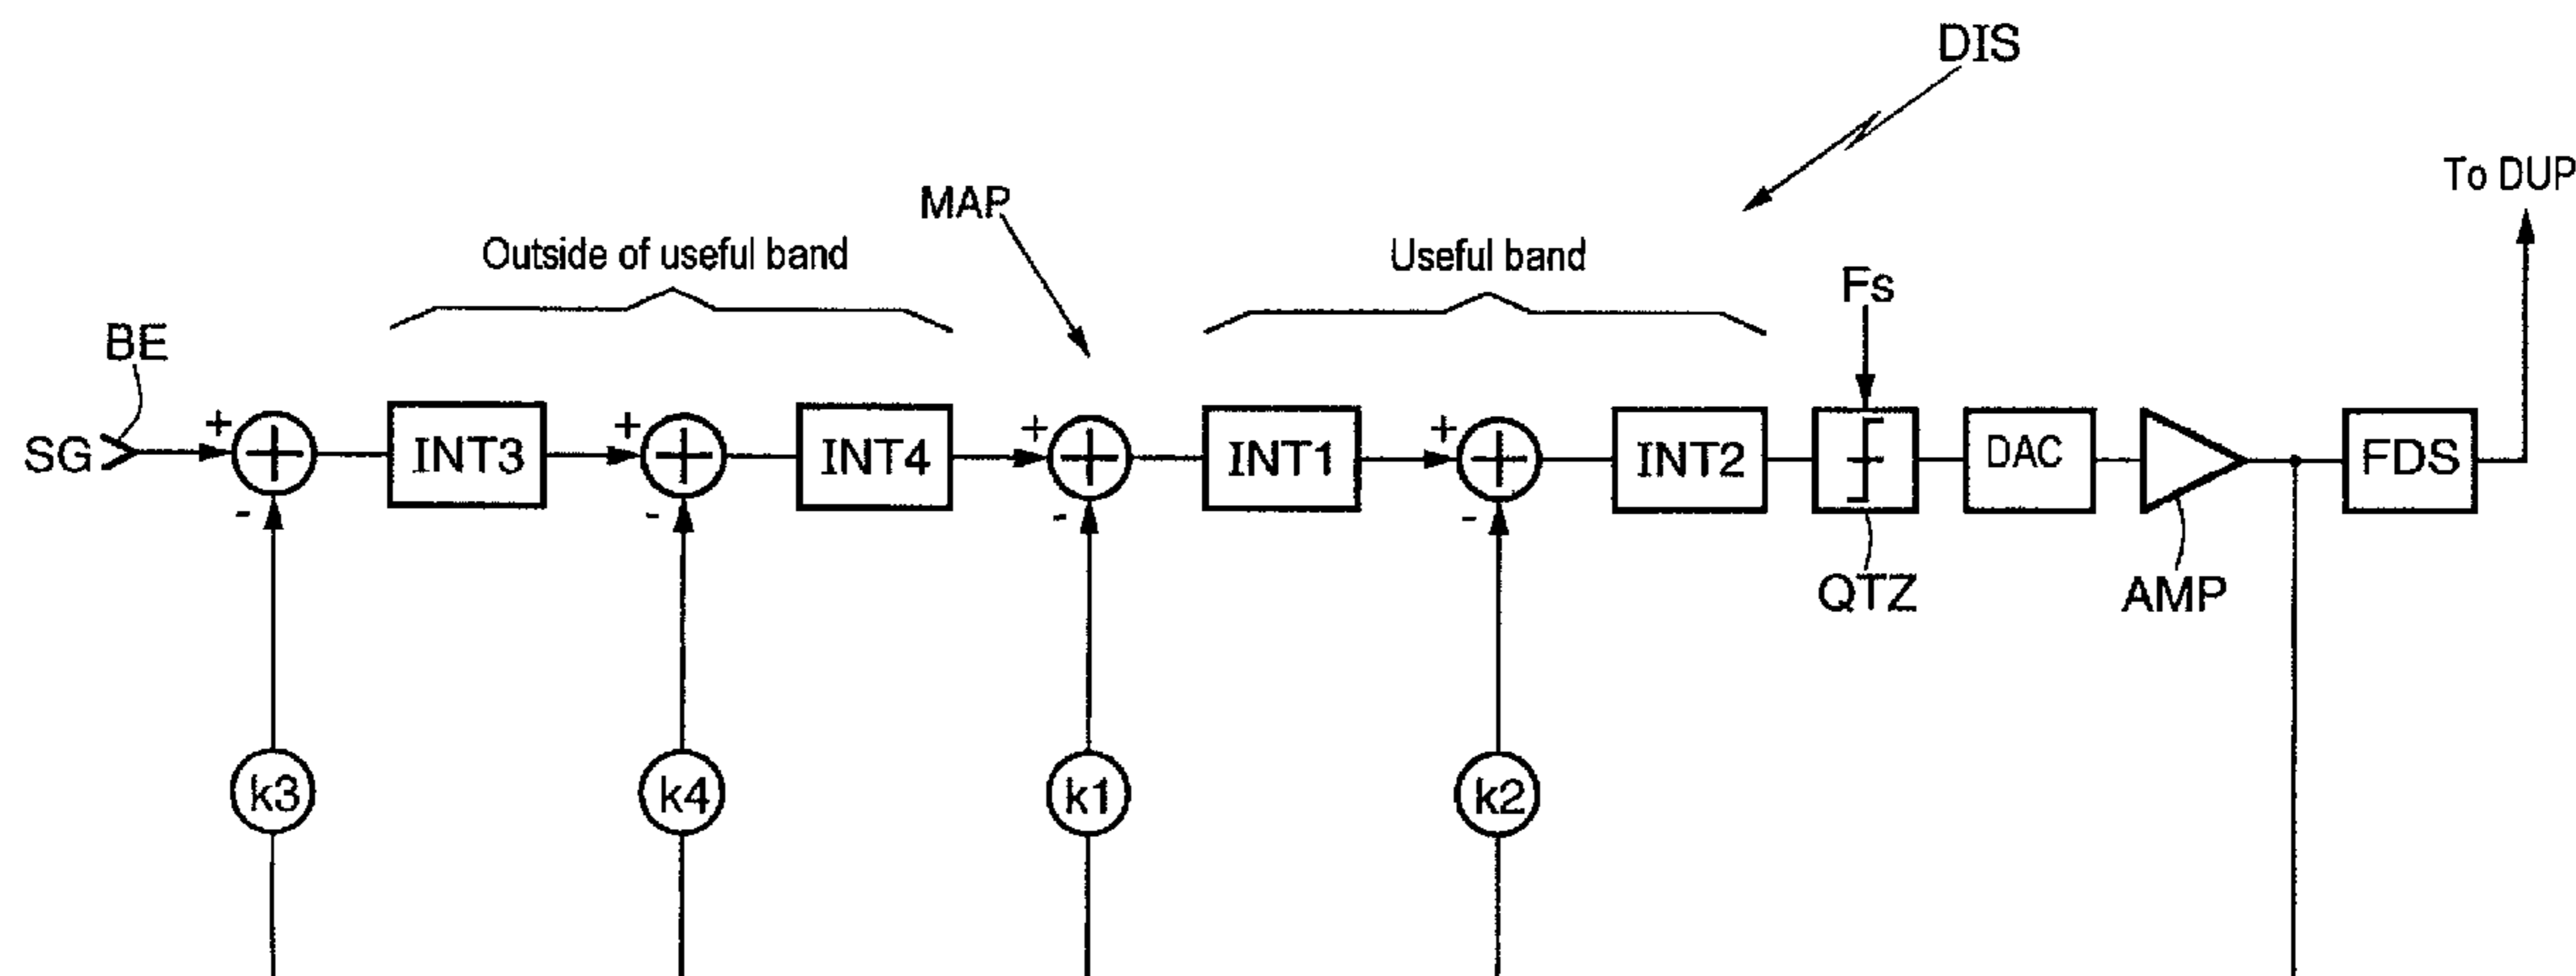 DIS
To DUP
MAP
Outside of useful band
Useful band
Fs
BE
SG
+
INT3
+
INT4
+
INT1
+
INT2
DAC
FDS
-
-
-
-
QTZ
AMP
k3
k4
k1
k2